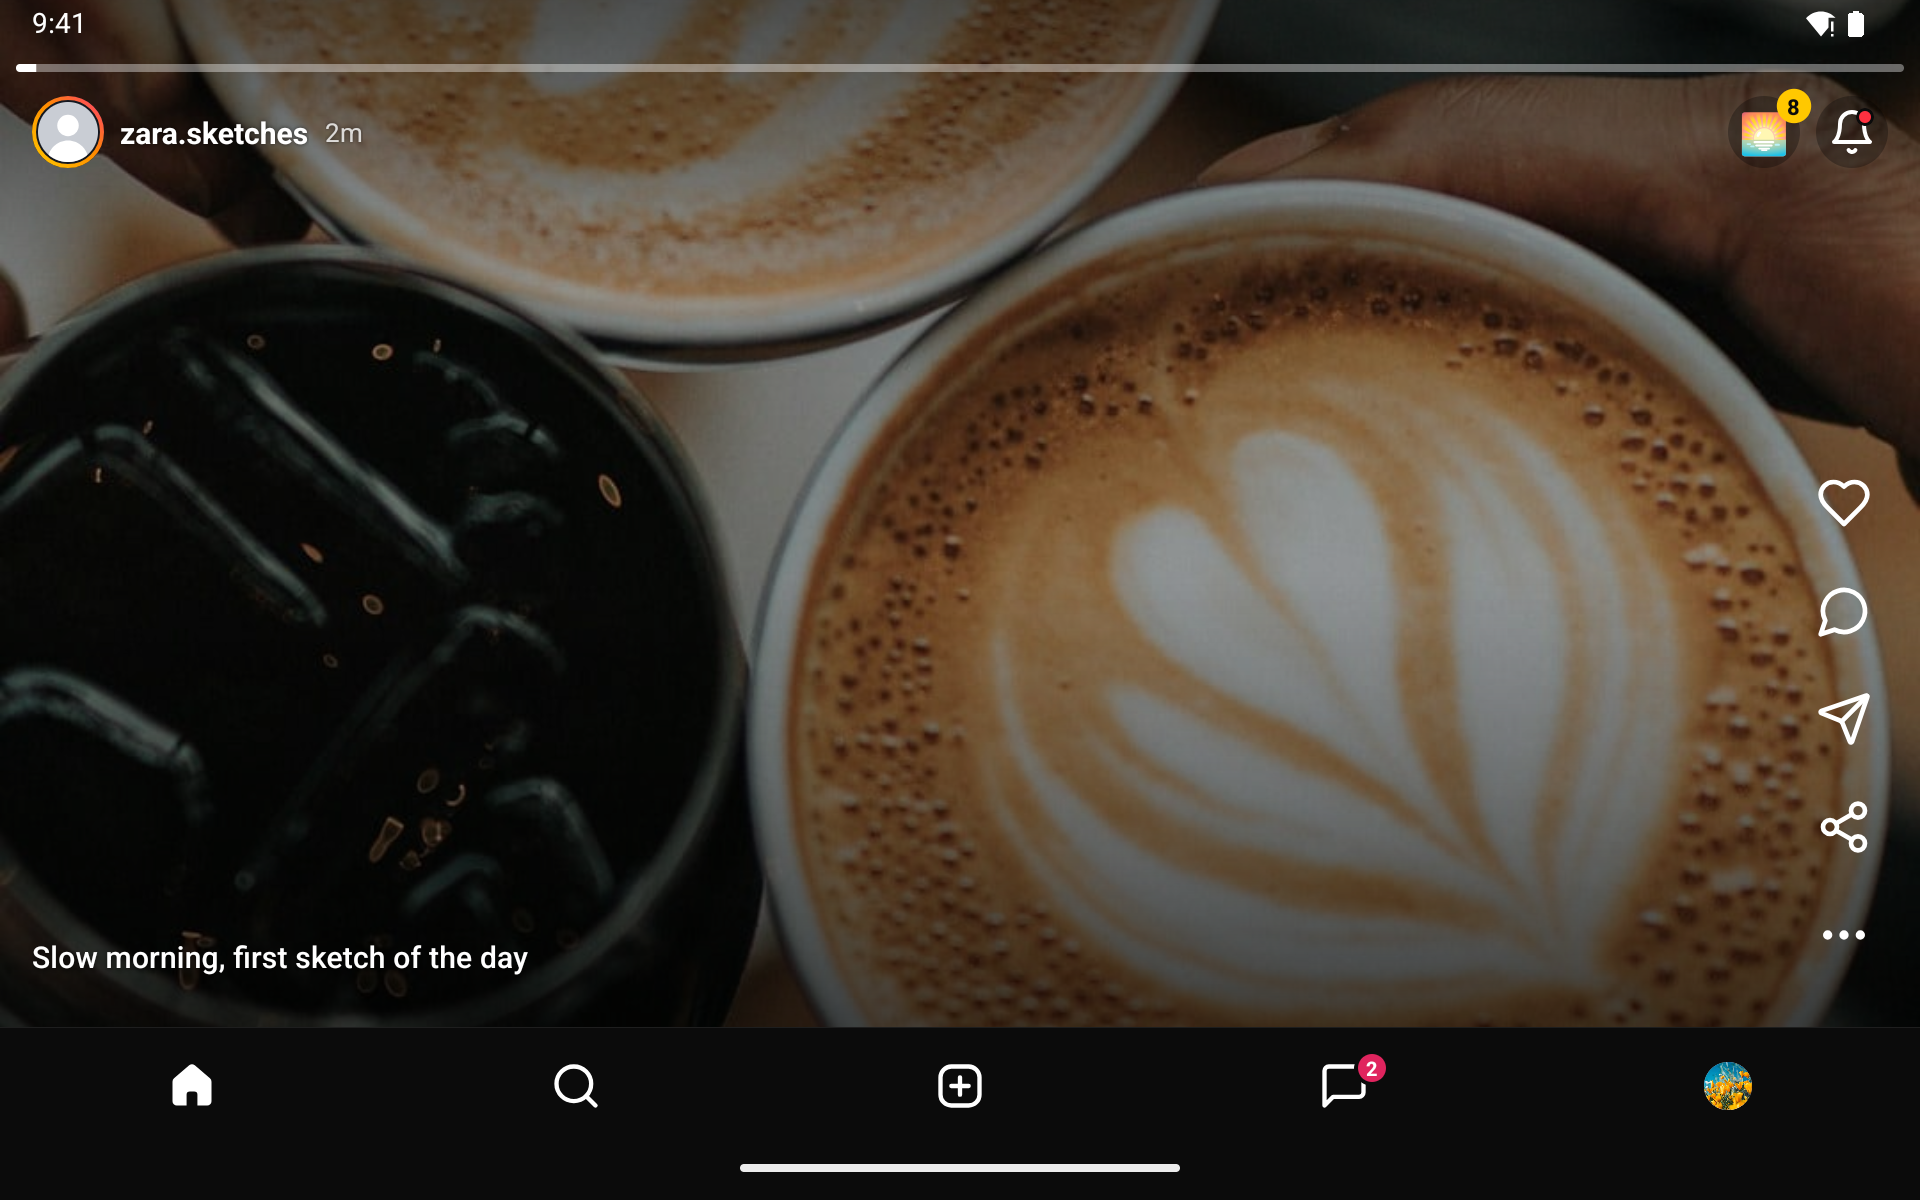 9:41
zara.sketches 2m
8
Slow morning, first sketch of the day
2